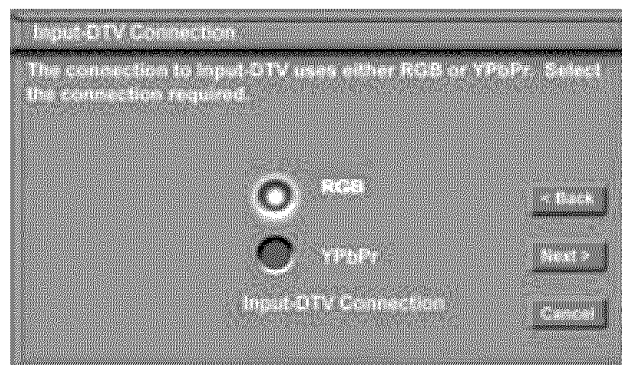 Input-DTV Connection
The connection to Input-DTV uses either RGB or YPbPr. Select
the connection required.
RGB
< Back
YPbPr
Next >
Input-DTV Connection
Cancel